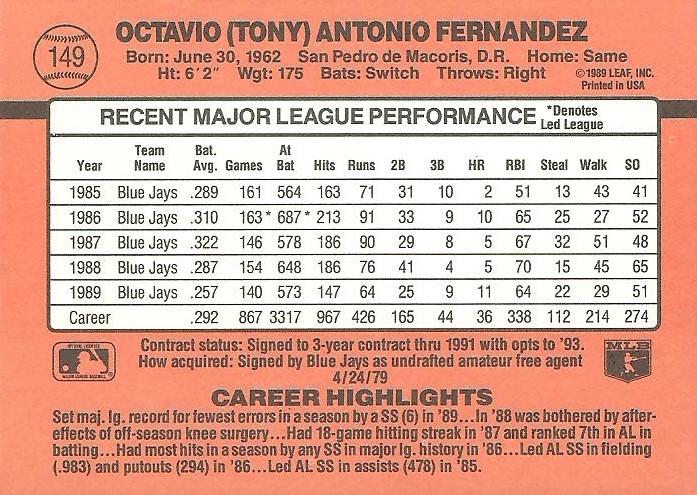 149
OCTAVIO (TONY) ANTONIO FERNANDEZ
Born: June 30, 1962 San Pedro de Macoris, D.R. Home: Same
Ht: 6'2" Wgt: 175 Bats: Switch Throws: Right
©1989 LEAF, INC.
Printed in USA
RECENT MAJOR LEAGUE PERFORMANCE *Denotes Led League
Year Team Name Bat. Avg. Games At Bat Hits Runs 2B 3B HR RBI Steal Walk SO
1985 Blue Jays .289 161 564 163 71 31 10 2 51 13 43 41
1986 Blue Jays .310 163* 687* 213 91 33 9 10 65 25 27 52
1987 Blue Jays .322 146 578 186 90 29 8 5 67 32 51 48
1988 Blue Jays .287 154 648 186 76 41 4 5 70 15 45 65
1989 Blue Jays .257 140 573 147 64 25 9 11 64 22 29 51
Career .292 867 3317 967 426 165 44 36 338 112 214 274
Contract status: Signed to 3-year contract thru 1991 with opts to '93.
How acquired: Signed by Blue Jays as undrafted amateur free agent
4/24/79
OFFICIAL LICENSEE
MAJOR LEAGUE BASEBALL
MLB
CAREER HIGHLIGHTS
Set maj. lg. record for fewest errors in a season by a SS (6) in '89...In '88 was bothered by after-
effects of off-season knee surgery...Had 18-game hitting streak in '87 and ranked 7th in AL in
batting...Had most hits in a season by any SS in major lg. history in '86...Led AL SS in fielding
(.983) and putouts (294) in '86...Led AL SS in assists (478) in '85.